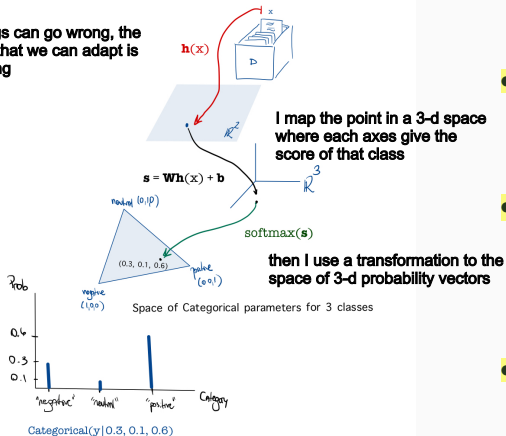 s can go wrong, the
that we can adapt is
g
x
h(x)
D
ℝ²
I map the point in a 3-d space
where each axes give the
score of that class
s = Wh(x) + b
ℝ³
neutral (0,1,0)
softmax(s)
(0.3, 0.1, 0.6)
positive
(0,0,1)
then I use a transformation to the
space of 3-d probability vectors
negative
(1,0,0)
Space of Categorical parameters for 3 classes
Prob
0.6
0.3
0.1
"negative" "neutral" "positive" Category
Categorical(y|0.3, 0.1, 0.6)